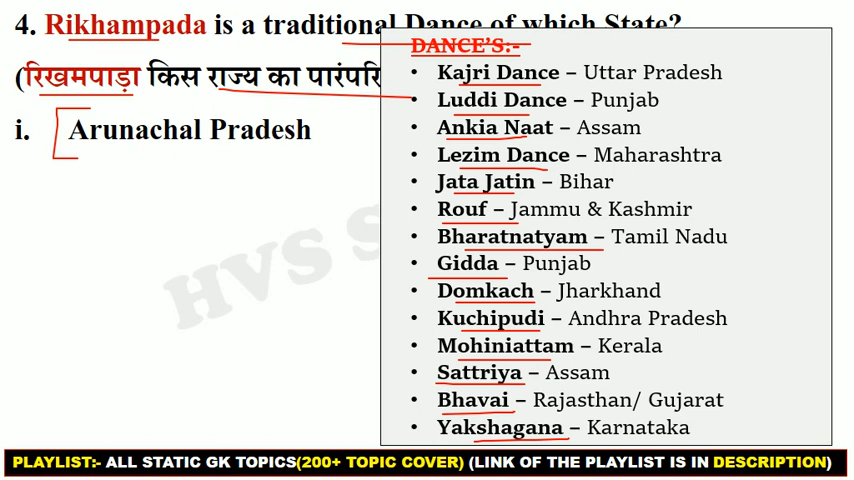 4. Rikhampada is a traditional Dance of which State?
(रिखमपाड़ा किस राज्य का पारंपरि
i. Arunachal Pradesh
DANCE'S:-
• Kajri Dance – Uttar Pradesh
• Luddi Dance – Punjab
• Ankia Naat – Assam
• Lezim Dance – Maharashtra
• Jata Jatin – Bihar
• Rouf – Jammu & Kashmir
• Bharatnatyam – Tamil Nadu
• Gidda – Punjab
• Domkach – Jharkhand
• Kuchipudi – Andhra Pradesh
• Mohiniattam – Kerala
• Sattriya – Assam
• Bhavai – Rajasthan/ Gujarat
• Yakshagana – Karnataka
HVS S
PLAYLIST:- ALL STATIC GK TOPICS(200+ TOPIC COVER) (LINK OF THE PLAYLIST IS IN DESCRIPTION)